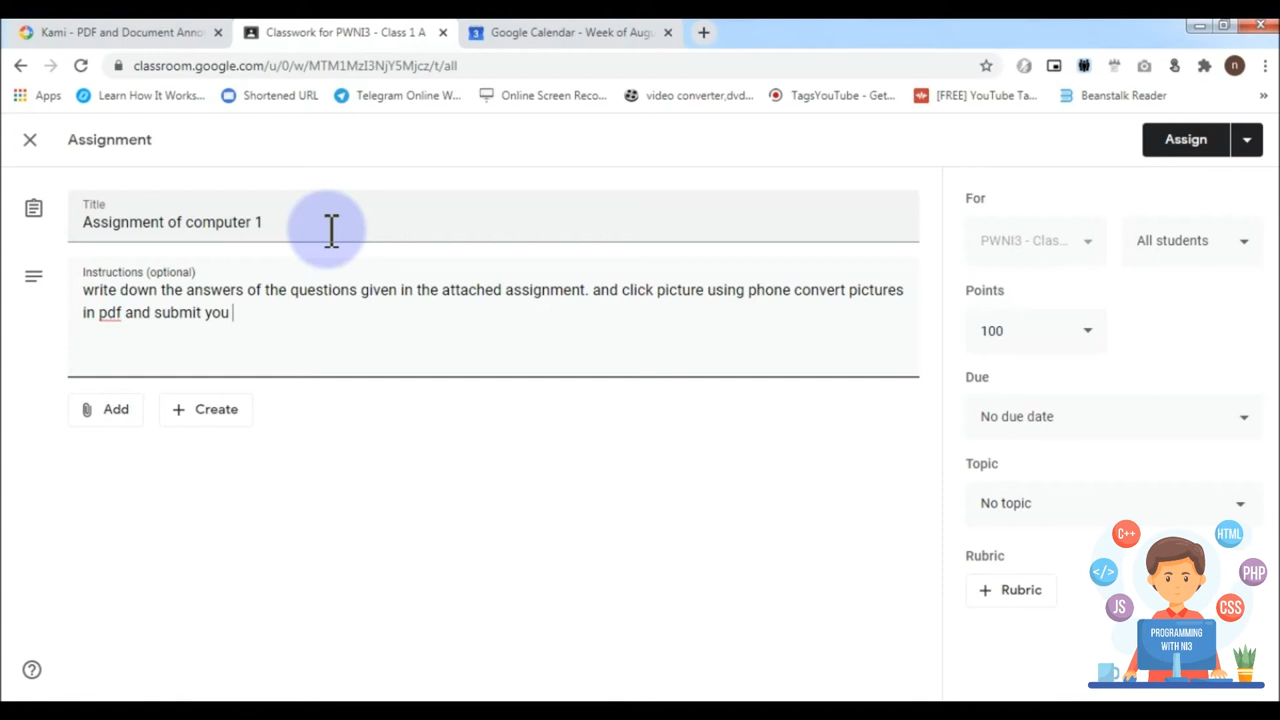 Kami - PDF and Document Anno
Classwork for PWNI3 - Class 1 A
Google Calendar - Week of Aug
classroom.google.com/u/0/w/MTM1MzI3NjY5Mjcz/t/all
n
Apps
Learn How It Works...
Shortened URL
Telegram Online W...
Online Screen Reco...
video converter,dvd...
TagsYouTube - Get...
[FREE] YouTube Ta...
Beanstalk Reader
»
Assignment
Assign
Title
Assignment of computer 1
Instructions (optional)
write down the answers of the questions given in the attached assignment. and click picture using phone convert pictures
in pdf and submit you
Add
Create
For
PWNI3 - Clas...
All students
Points
100
Due
No due date
Topic
No topic
Rubric
Rubric
C++
HTML
</>
PHP
JS
CSS
PROGRAMMING
WITH NI3